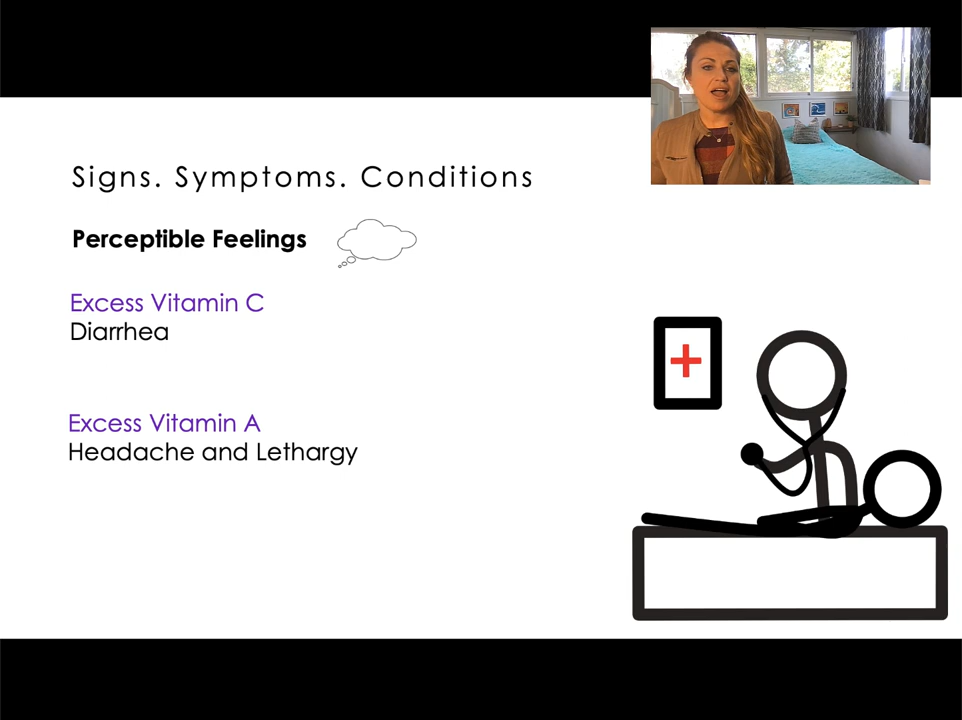 Signs. Symptoms. Conditions
Perceptible Feelings
Excess Vitamin C
Diarrhea
Excess Vitamin A
Headache and Lethargy